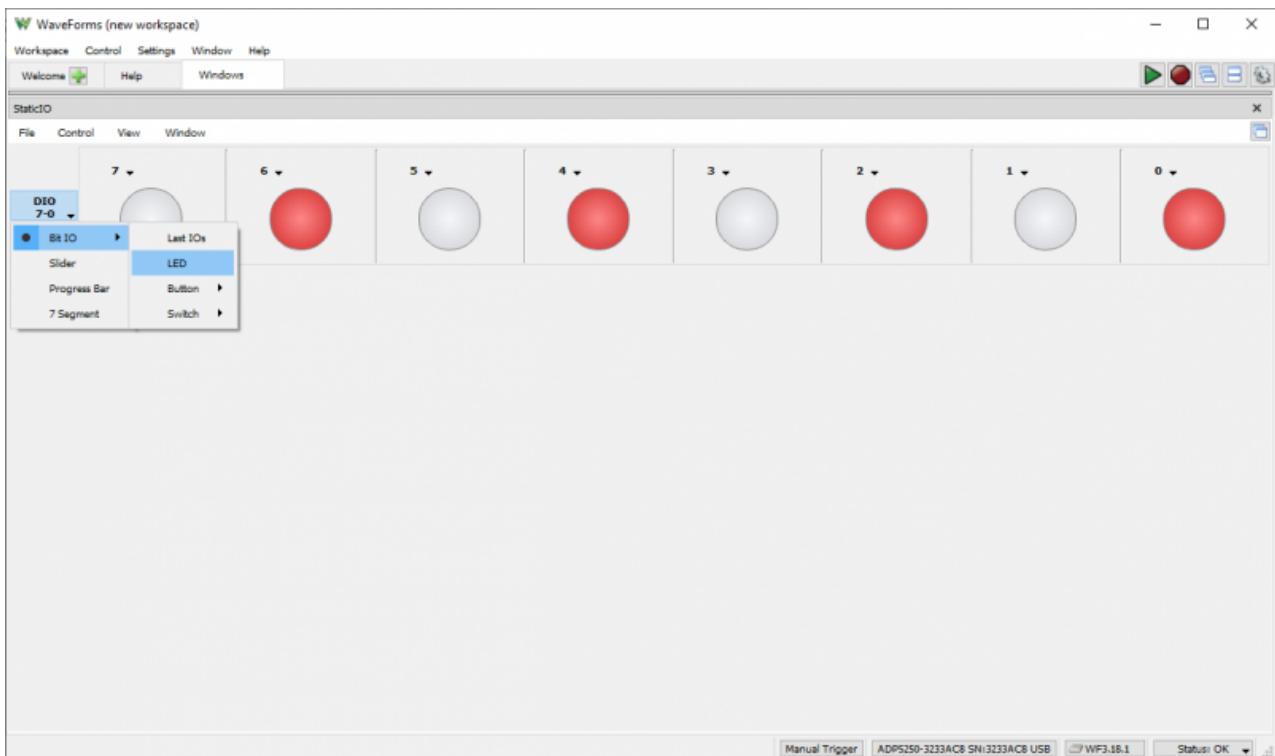 WaveForms (new workspace)
Workspace Control Settings Window Help
Welcome Help Windows
StaticIO
File Control View Window
7 6 5 4 3 2 1 0
DIO
7-0
Bit IO Last IOs
Slider LED
Progress Bar Button
7 Segment Switch
Manual Trigger ADP5250-3233AC8 SN:3233AC8 USB WF3.18.1 Status: OK